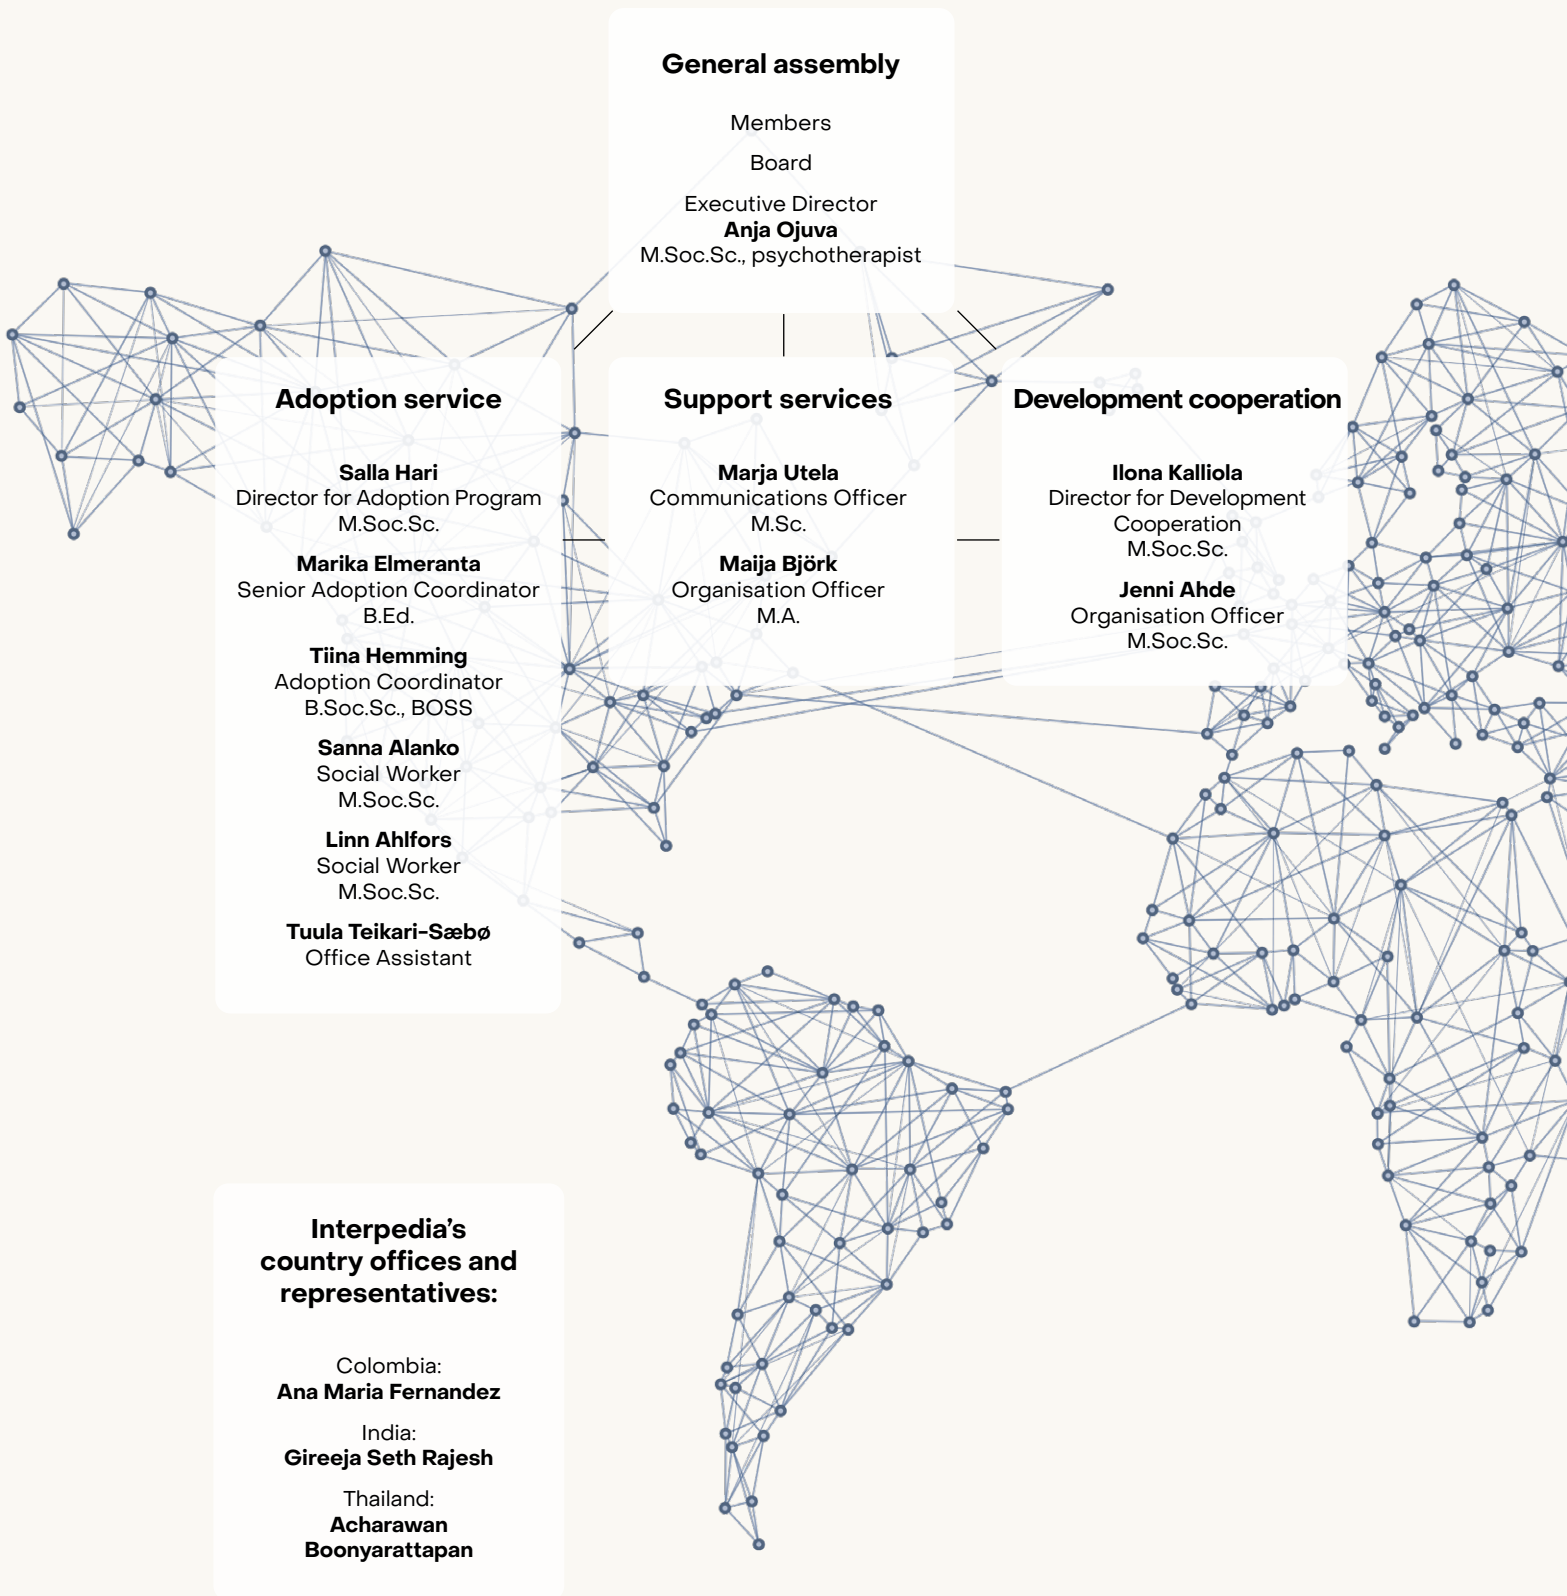 General assembly
Members
Board
Executive Director
Anja Ojuva
M.Soc.Sc., psychotherapist
Adoption service
Salla Hari
Director for Adoption Program
M.Soc.Sc.
Marika Elmeranta
Senior Adoption Coordinator
B.Ed.
Tiina Hemming
Adoption Coordinator
B.Soc.Sc., BOSS
Sanna Alanko
Social Worker
M.Soc.Sc.
Linn Ahlfors
Social Worker
M.Soc.Sc.
Tuula Teikari-Sæbø
Office Assistant
Support services
Marja Utela
Communications Officer
M.Sc.
Maija Björk
Organisation Officer
M.A.
Development cooperation
Ilona Kalliola
Director for Development
Cooperation
M.Soc.Sc.
Jenni Ahde
Organisation Officer
M.Soc.Sc.
Interpedia’s
country offices and
representatives:
Colombia:
Ana Maria Fernandez
India:
Gireeja Seth Rajesh
Thailand:
Acharawan
Boonyarattapan